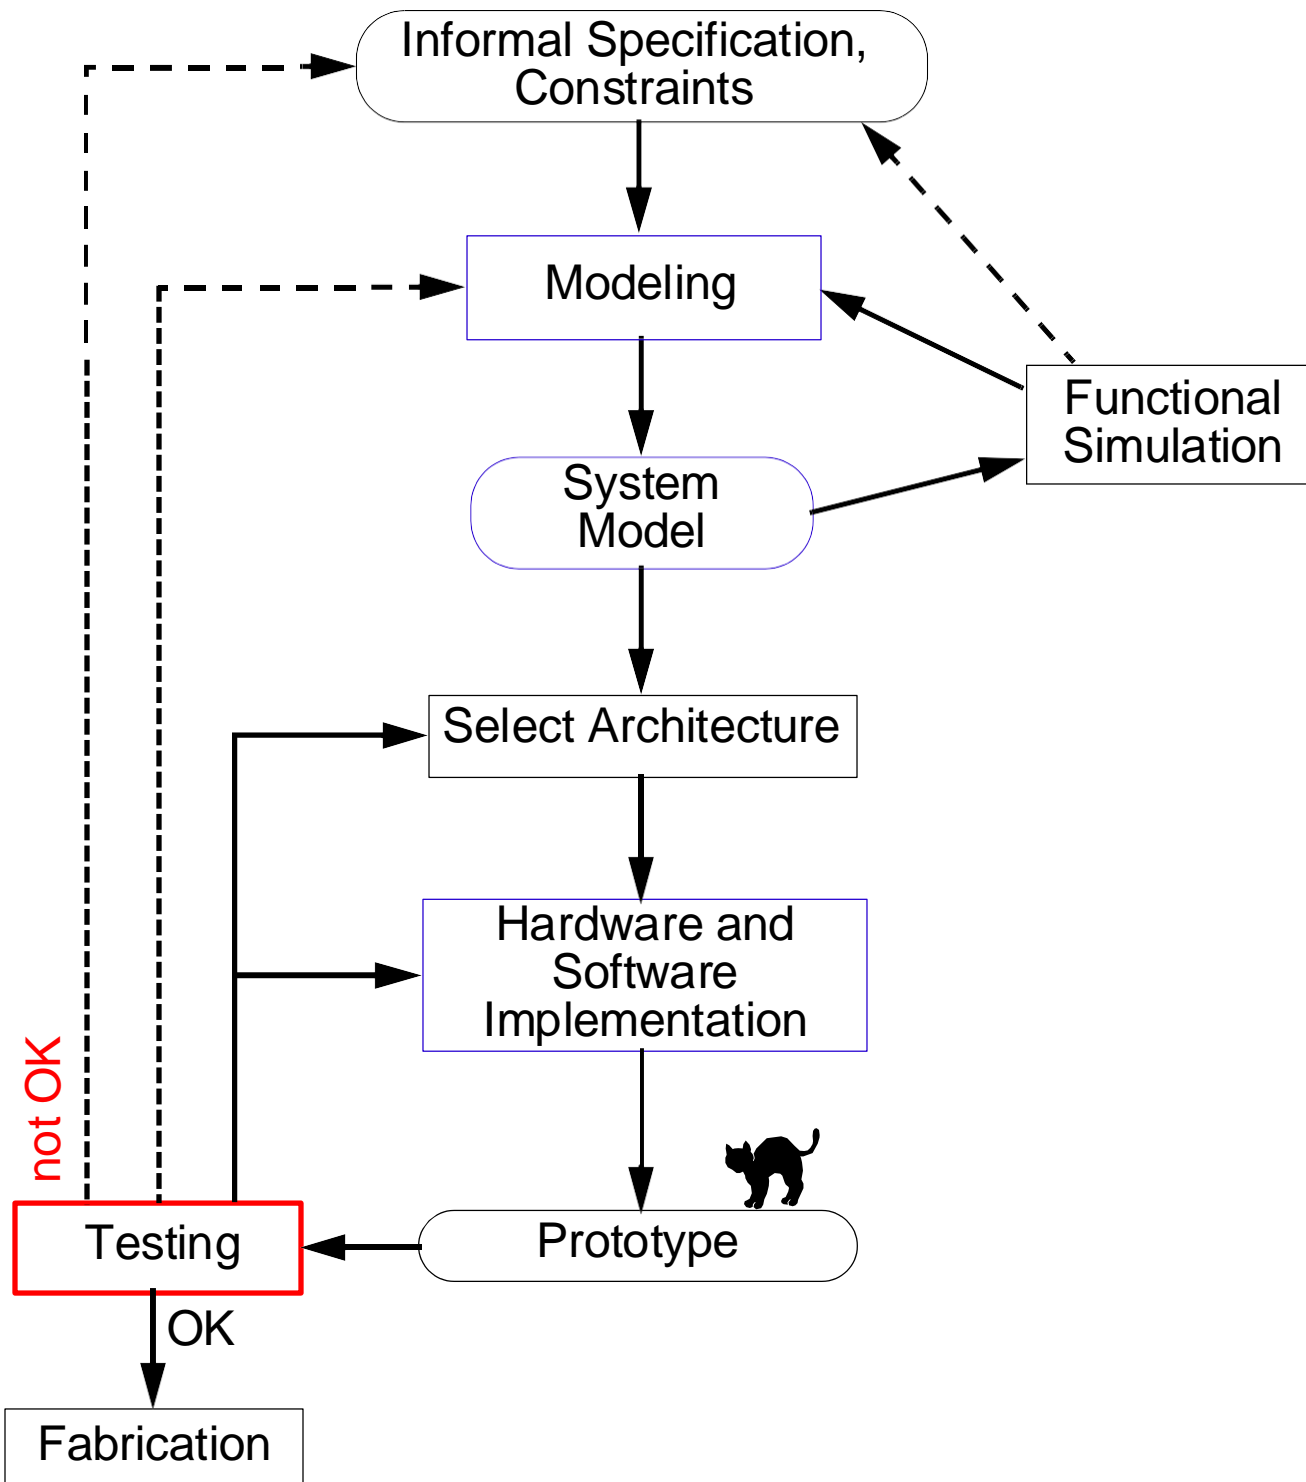 Informal Specification,
Constraints
Modeling
Functional
Simulation
System
Model
Select Architecture
Hardware and
Software
Implementation
not OK
Prototype
Testing
OK
Fabrication